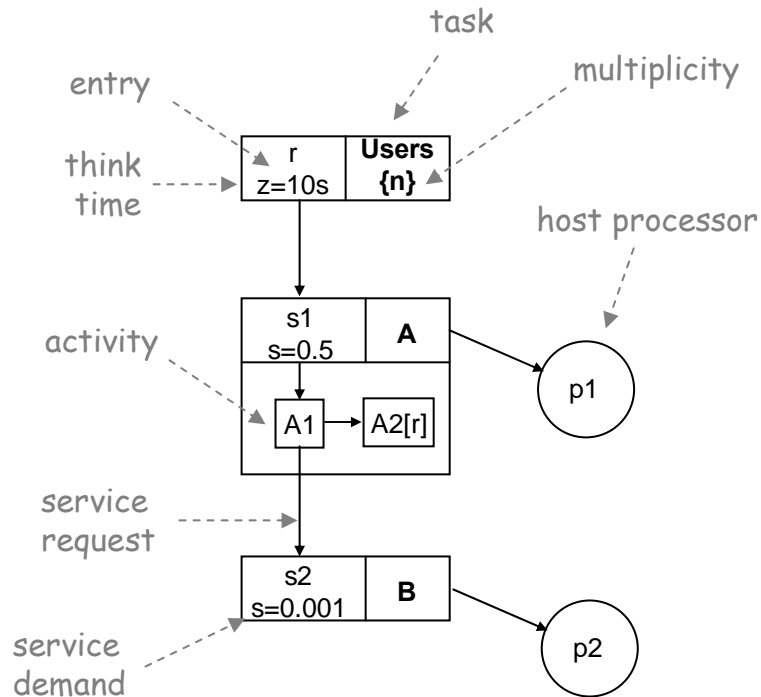 task
multiplicity
entry
r
z=10s
Users
{n}
think
time
host processor
s1
s=0.5
A
activity
p1
A1
A2[r]
service
request
s2
s=0.001
B
service
demand
p2